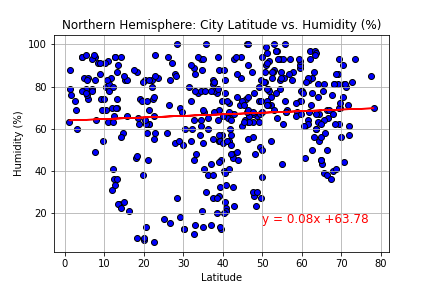 Northern Hemisphere: City Latitude vs. Humidity (%)
100
80
60
40
20
Humidity (%)
y = 0.08x +63.78
0 10 20 30 40 50 60 70 80
Latitude